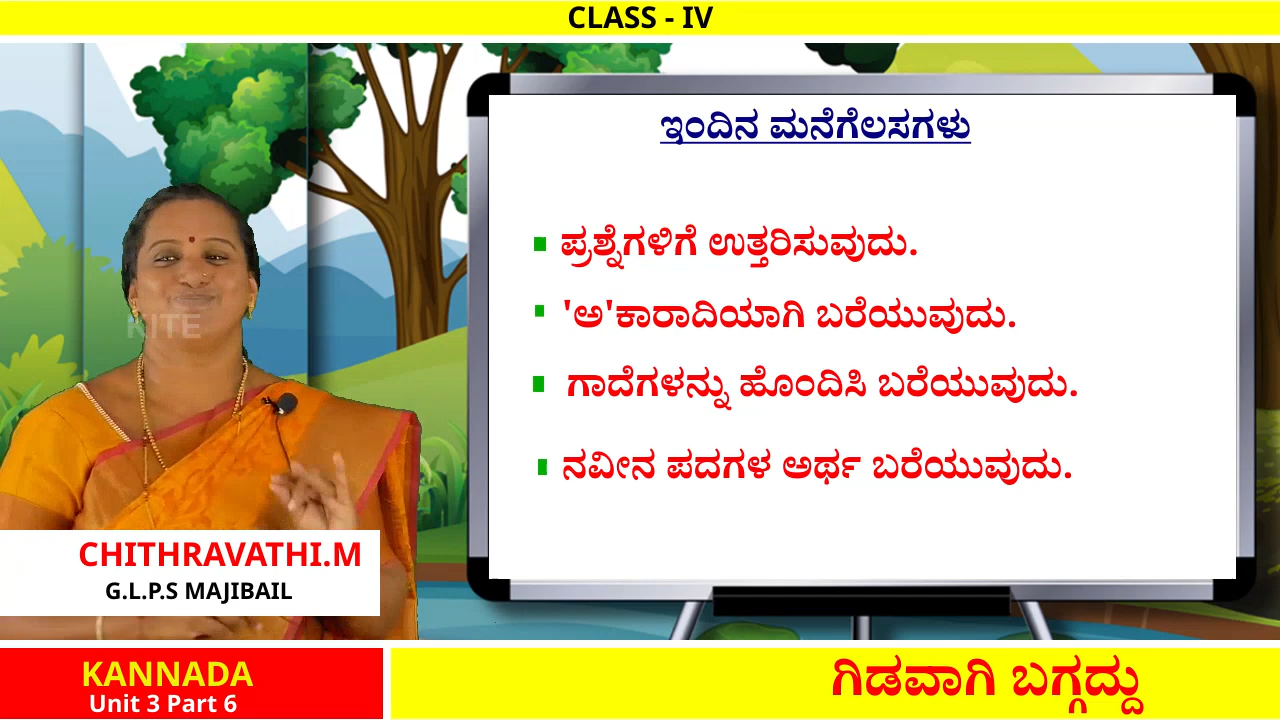 CLASS - IV
ಇಂದಿನ ಮನೆಗೆಲಸಗಳು
ಪ್ರಶ್ನೆಗಳಿಗೆ ಉತ್ತರಿಸುವುದು.
'ಅ'ಕಾರಾದಿಯಾಗಿ ಬರೆಯುವುದು.
ಗಾದೆಗಳನ್ನು ಹೊಂದಿಸಿ ಬರೆಯುವುದು.
ನವೀನ ಪದಗಳ ಅರ್ಥ ಬರೆಯುವುದು.
KITE
CHITHRAVATHI.M
G.L.P.S MAJIBAIL
KANNADA
Unit 3 Part 6
ಗಿಡವಾಗಿ ಬಗ್ಗದ್ದು